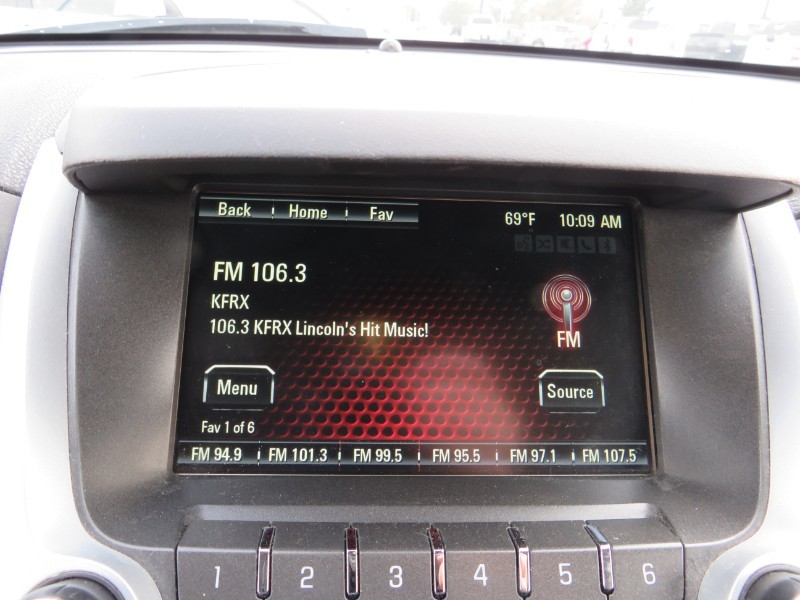 Back Home Fav
69°F 10:09 AM
FM 106.3
KFRX
106.3 KFRX Lincoln's Hit Music!
FM
Menu
Source
Fav 1 of 6
FM 94.9 FM 101.3 FM 99.5 FM 95.5 FM 97.1 FM 107.5
1 2 3 4 5 6